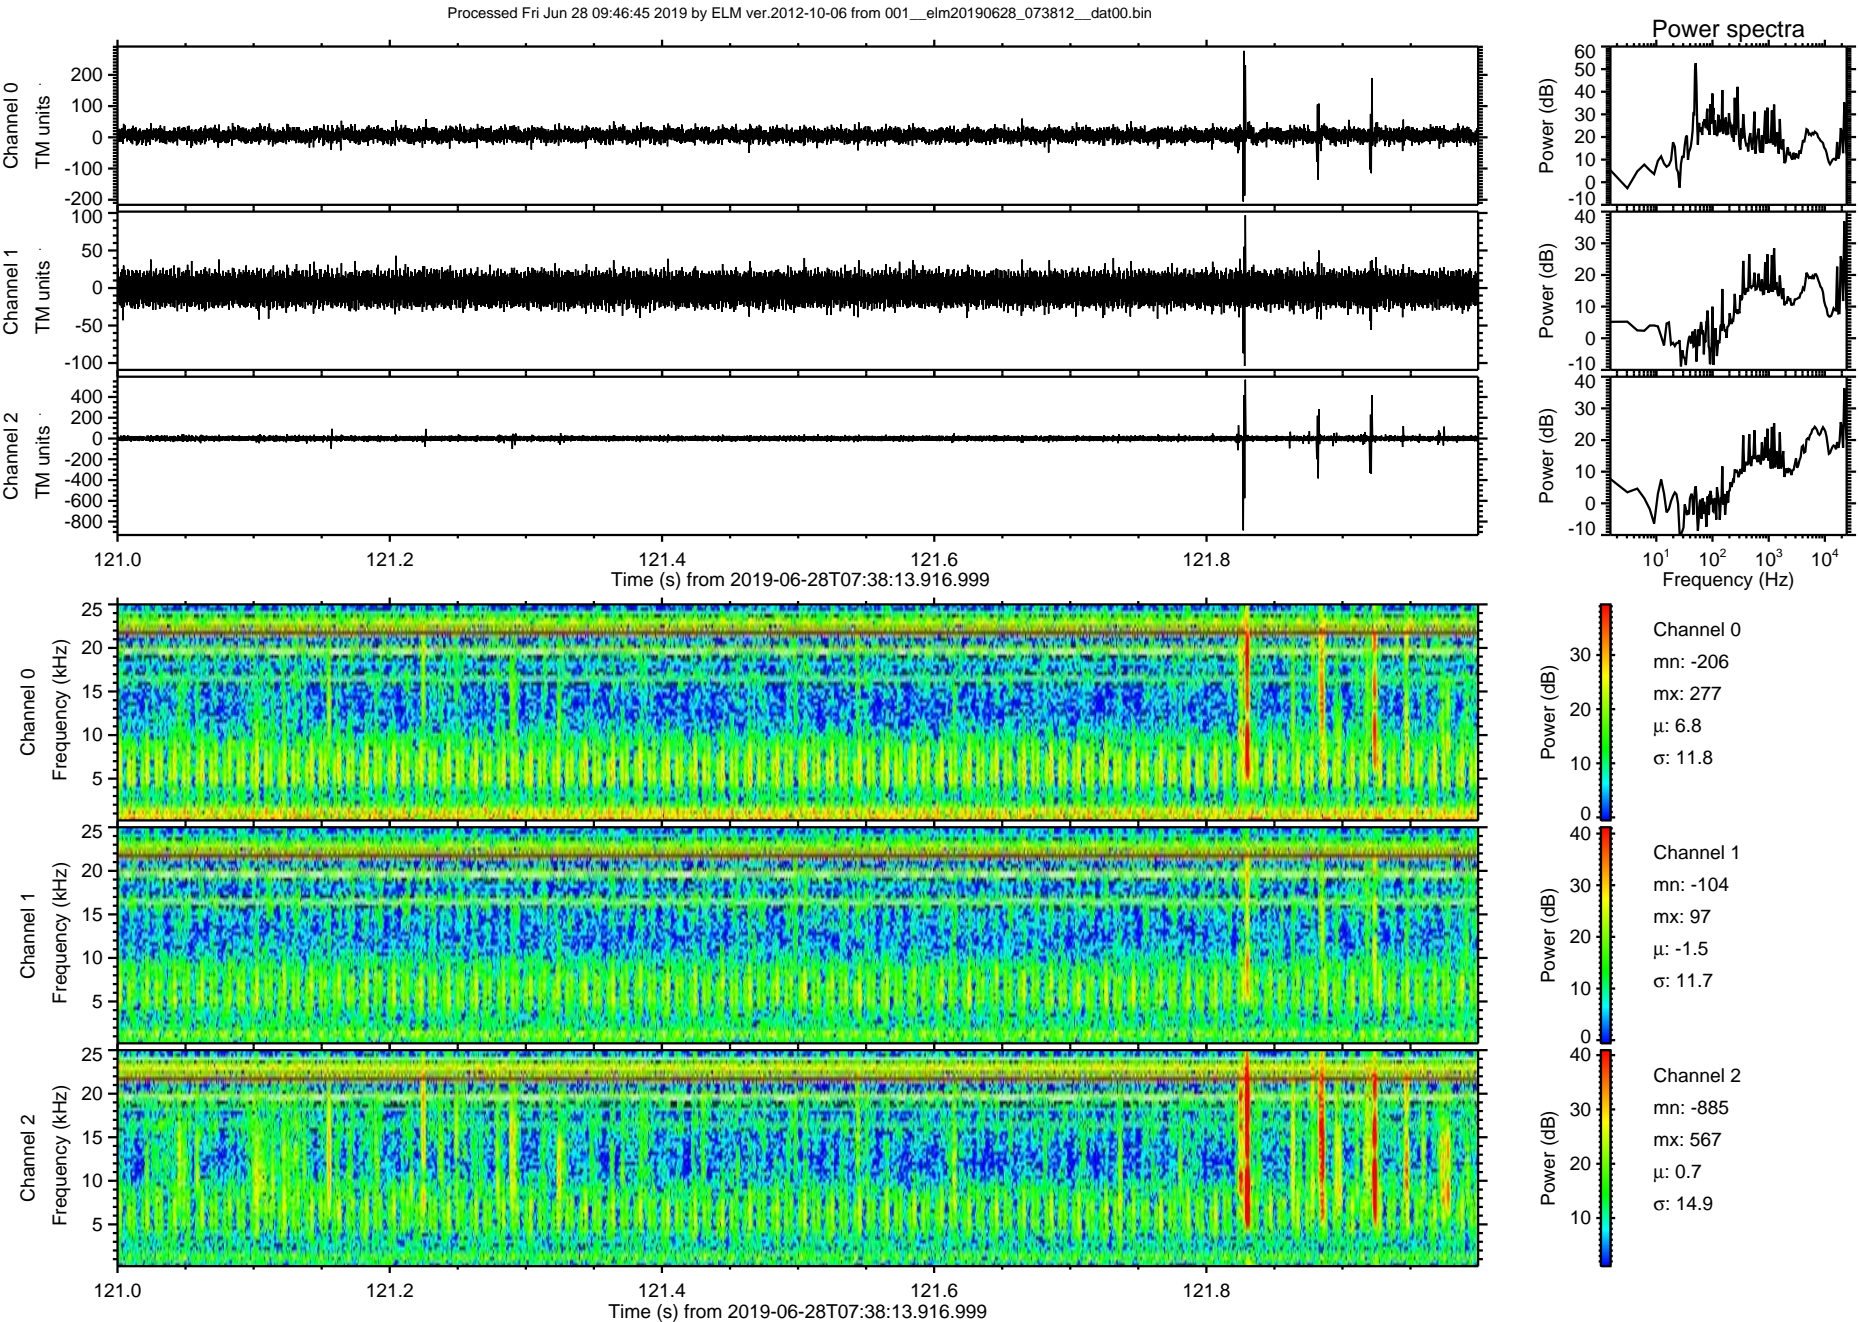 Processed Fri Jun 28 09:46:45 2019 by ELM ver.2012-10-06 from 001__elm20190628_073812__dat00.bin
Power spectra
Channel 0
TM units
200
100
0
-100
-200
Power (dB)
60
50
40
30
20
10
0
-10
Channel 1
TM units
100
50
0
-50
-100
Power (dB)
40
30
20
10
0
-10
Channel 2
TM units
400
200
0
-200
-400
-600
-800
Power (dB)
40
30
20
10
0
-10
121.0 121.2 121.4 121.6 121.8
Time (s) from 2019-06-28T07:38:13.916.999
10¹ 10² 10³ 10⁴
Frequency (Hz)
Channel 0
Frequency (kHz)
25
20
15
10
5
Power (dB)
30
20
10
0
Channel 0
mn: -206
mx: 277
μ: 6.8
σ: 11.8
Channel 1
Frequency (kHz)
25
20
15
10
5
Power (dB)
40
30
20
10
0
Channel 1
mn: -104
mx: 97
μ: -1.5
σ: 11.7
Channel 2
Frequency (kHz)
25
20
15
10
5
Power (dB)
40
30
20
10
Channel 2
mn: -885
mx: 567
μ: 0.7
σ: 14.9
121.0 121.2 121.4 121.6 121.8
Time (s) from 2019-06-28T07:38:13.916.999